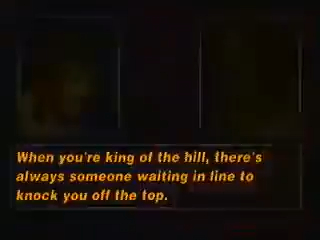 When you're king of the hill, there's
always someone waiting in line to
knock you off the top.